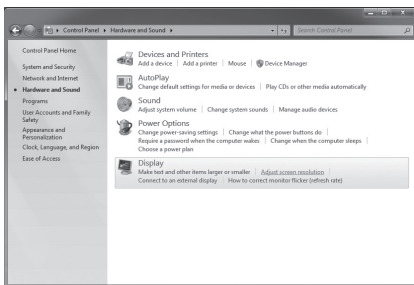 Control Panel ▸ Hardware and Sound ▸
Search Control Panel
Control Panel Home
System and Security
Network and Internet
Hardware and Sound
Programs
User Accounts and Family
Safety
Appearance and
Personalization
Clock, Language, and Region
Ease of Access
Devices and Printers
Add a device | Add a printer | Mouse | Device Manager
AutoPlay
Change default settings for media or devices | Play CDs or other media automatically
Sound
Adjust system volume | Change system sounds | Manage audio devices
Power Options
Change power-saving settings | Change what the power buttons do
Require a password when the computer wakes | Change when the computer sleeps
Choose a power plan
Display
Make text and other items larger or smaller | Adjust screen resolution
Connect to an external display | How to correct monitor flicker (refresh rate)